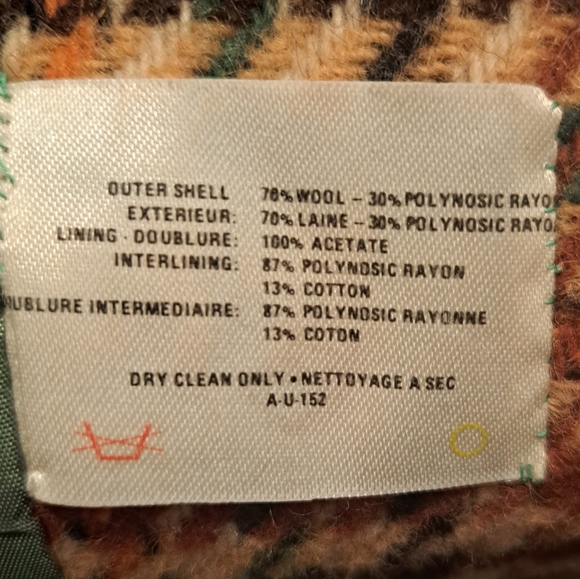 OUTER SHELL 70% WOOL – 30% POLYNOSIC RAYO
EXTERIEUR: 70% LAINE – 30% POLYNOSIC RAYO
LINING - DOUBLURE: 100% ACETATE
INTERLINING: 87% POLYNOSIC RAYON
13% COTTON
OUBLURE INTERMEDIAIRE: 87% POLYNOSIC RAYONNE
13% COTON
DRY CLEAN ONLY • NETTOYAGE A SEC
A-U-152